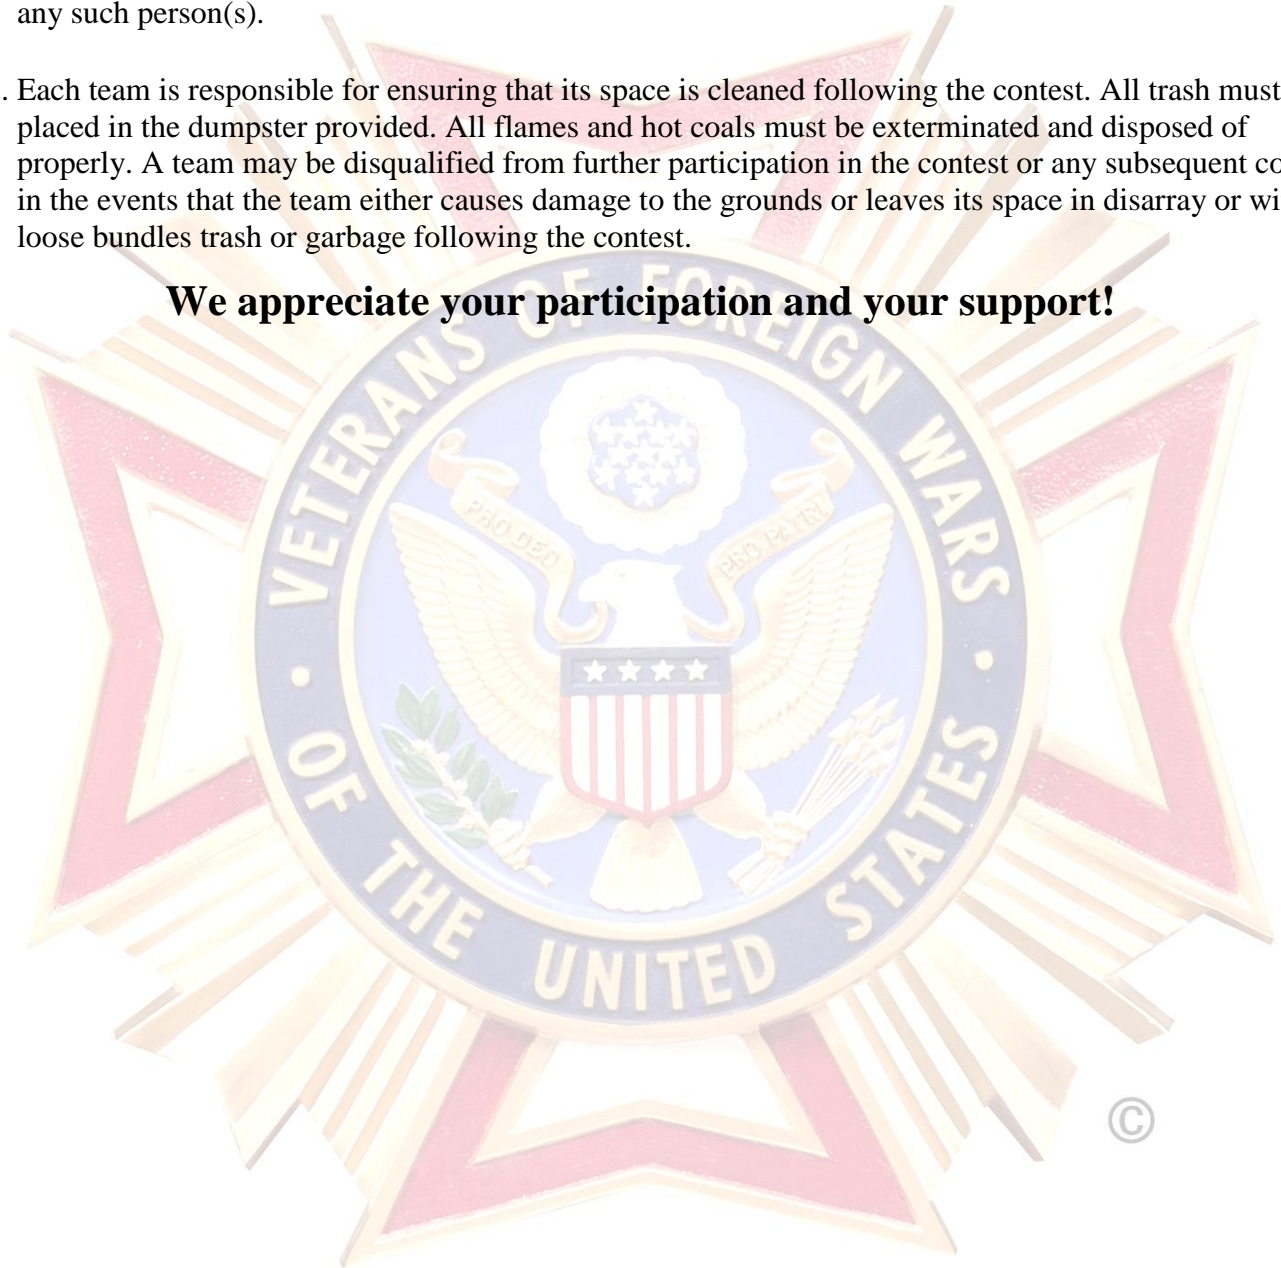 any such person(s).
. Each team is responsible for ensuring that its space is cleaned following the contest. All trash must
placed in the dumpster provided. All flames and hot coals must be exterminated and disposed of
properly. A team may be disqualified from further participation in the contest or any subsequent co
in the events that the team either causes damage to the grounds or leaves its space in disarray or wi
loose bundles trash or garbage following the contest.
We appreciate your participation and your support!
VETERANS OF FOREIGN WARS
PRO DEO
PRO PATRI
OF THE UNITED STATES
©